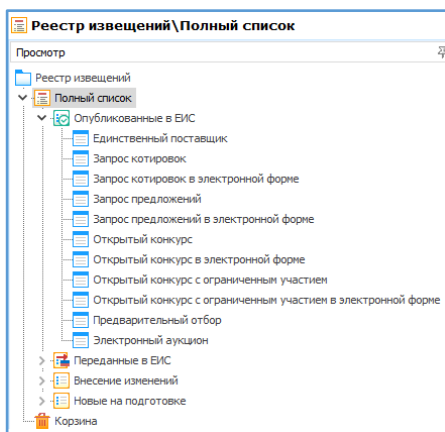 Реестр извещений\Полный список
Просмотр
Реестр извещений
Полный список
Опубликованные в ЕИС
Единственный поставщик
Запрос котировок
Запрос котировок в электронной форме
Запрос предложений
Запрос предложений в электронной форме
Открытый конкурс
Открытый конкурс в электронной форме
Открытый конкурс с ограниченным участием
Открытый конкурс с ограниченным участием в электронной форме
Предварительный отбор
Электронный аукцион
Переданные в ЕИС
Внесение изменений
Новые на подготовке
Корзина